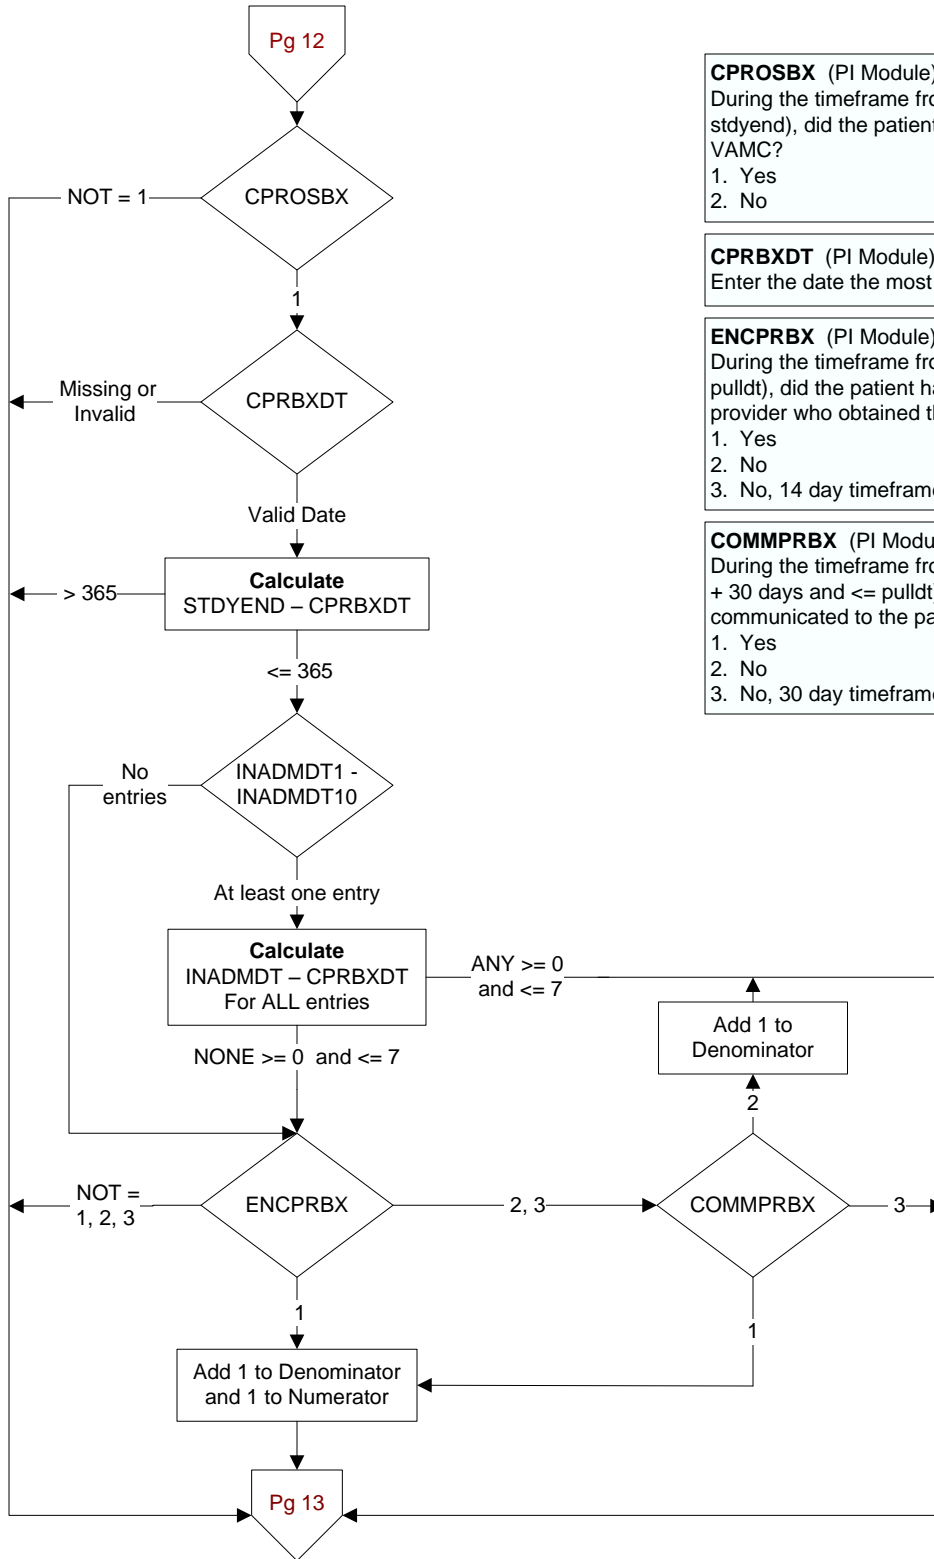 Pg 12
CPROSBX
NOT = 1
1
CPRBXDT
Missing or
Invalid
Valid Date
Calculate
STDYEND – CPRBXDT
> 365
<= 365
INADMDT1 -
INADMDT10
No
entries
At least one entry
Calculate
INADMDT – CPRBXDT
For ALL entries
ANY >= 0
and <= 7
NONE >= 0 and <= 7
Add 1 to
Denominator
2
ENCPRBX
NOT =
1, 2, 3
2, 3
COMMPRBX
3
1
1
Add 1 to Denominator
and 1 to Numerator
Pg 13
CPROSBX (PI Module)
During the timeframe fro
stdyend), did the patient
VAMC?
1. Yes
2. No
CPRBXDT (PI Module)
Enter the date the most
ENCPRBX (PI Module)
During the timeframe fro
pulldt), did the patient ha
provider who obtained th
1. Yes
2. No
3. No, 14 day timeframe
COMMPRBX (PI Modu
During the timeframe fro
+ 30 days and <= pulldt)
communicated to the pa
1. Yes
2. No
3. No, 30 day timeframe